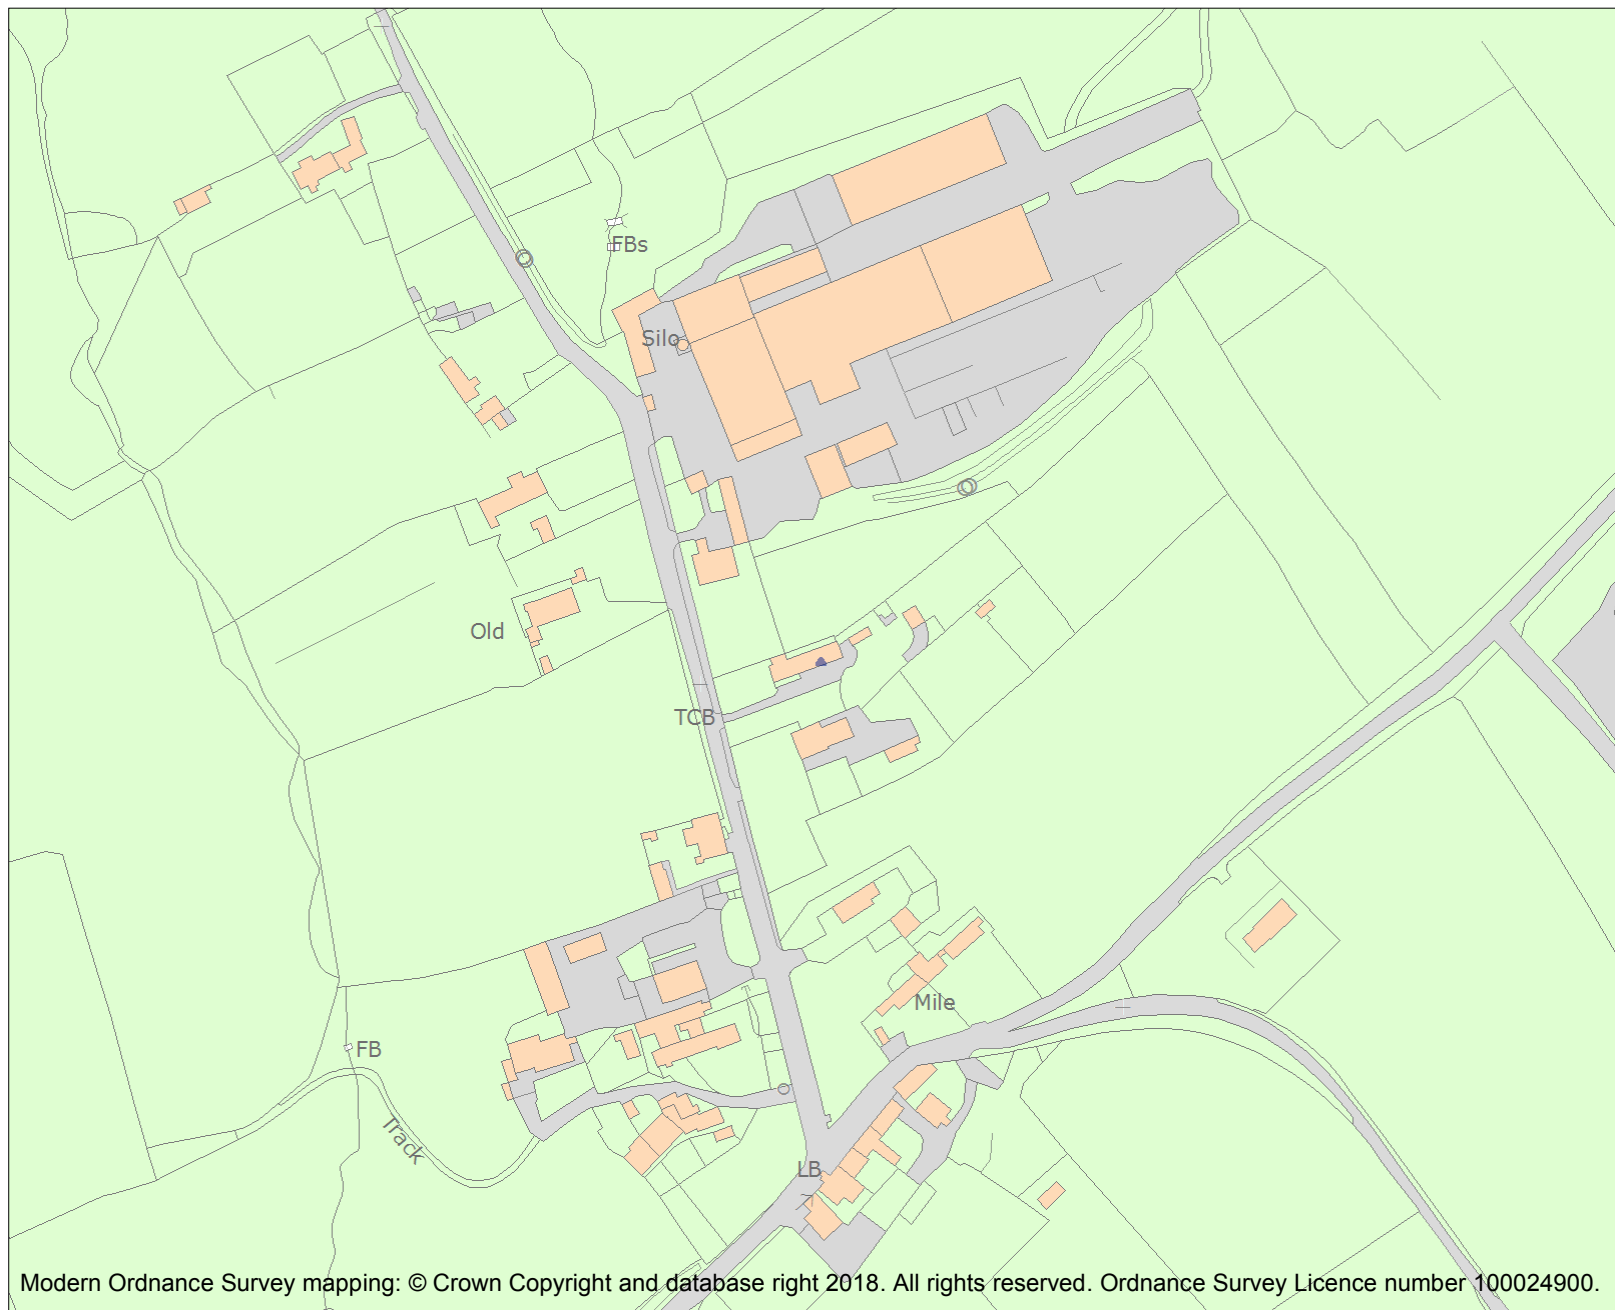 FBs
Silo
Old
TCB
Mile
FB
Track
LB
Modern Ordnance Survey mapping: © Crown Copyright and database right 2018. All rights reserved. Ordnance Survey Licence number 100024900.